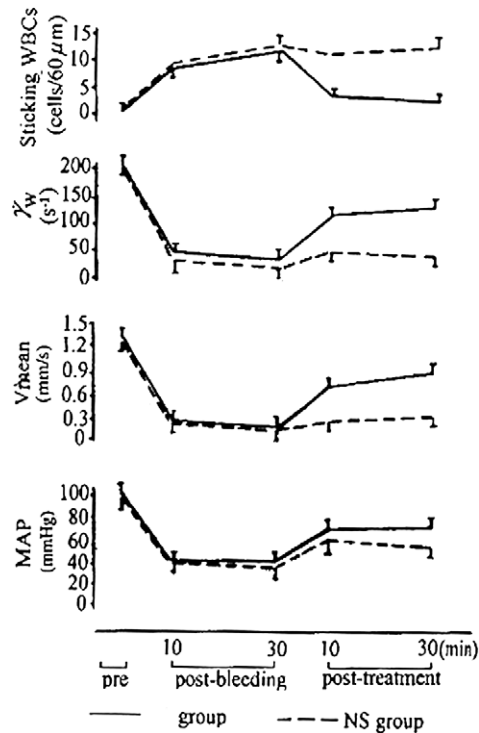 Sticking WBCs
(cells/60 μm)
15
10
5
0
γ̇w
(s⁻¹)
200
150
100
50
0
Vmean
(mm/s)
1.5
1.2
0.9
0.6
0.3
0
MAP
(mmHg)
100
80
60
40
20
0
10 30 10 30(min)
pre post-bleeding post-treatment
group NS group